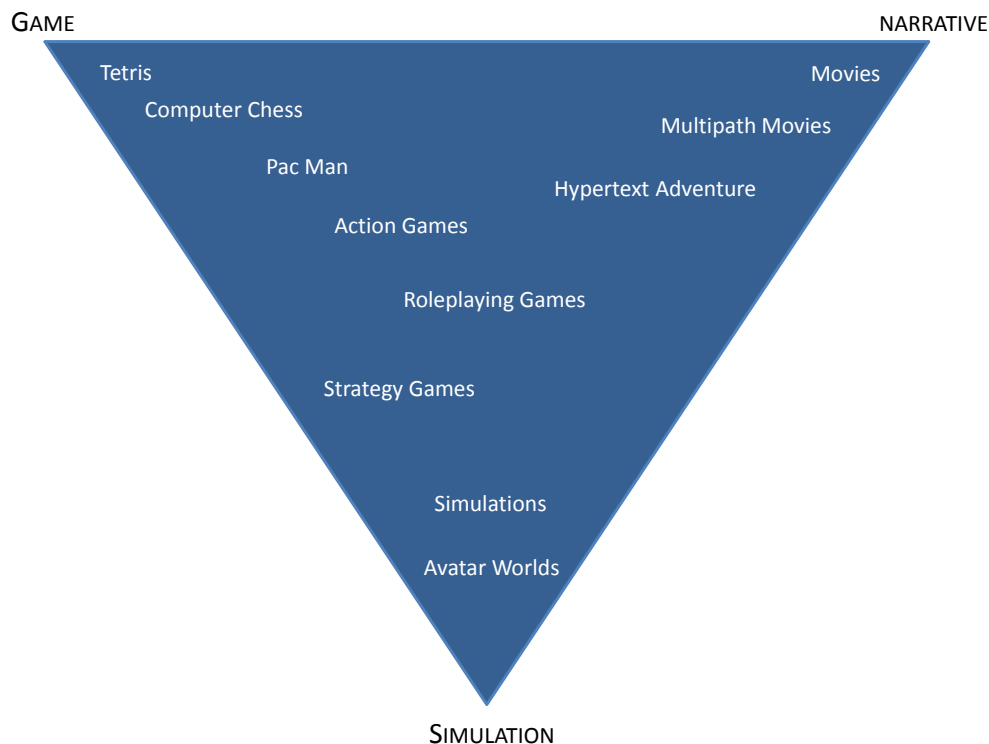 GAME
NARRATIVE
Tetris
Movies
Computer Chess
Multipath Movies
Pac Man
Hypertext Adventure
Action Games
Roleplaying Games
Strategy Games
Simulations
Avatar Worlds
SIMULATION